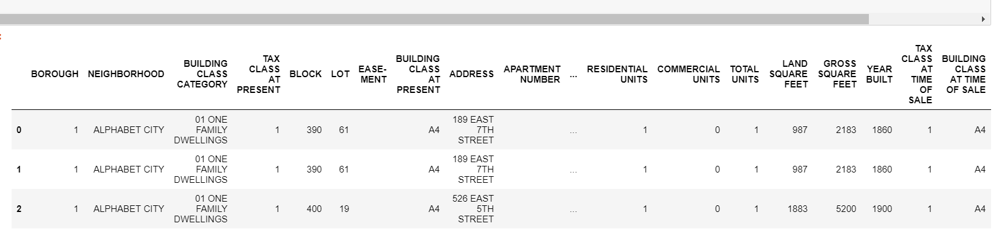 BOROUGH NEIGHBORHOOD BUILDING CLASS CATEGORY TAX CLASS AT PRESENT BLOCK LOT EASE-MENT BUILDING CLASS AT PRESENT ADDRESS APARTMENT NUMBER ... RESIDENTIAL UNITS COMMERCIAL UNITS TOTAL UNITS LAND SQUARE FEET GROSS SQUARE FEET YEAR BUILT TAX CLASS AT TIME OF SALE BUILDING CLASS AT TIME OF SALE
0 1 ALPHABET CITY 01 ONE FAMILY DWELLINGS 1 390 61 A4 189 EAST 7TH STREET ... 1 0 1 987 2183 1860 1 A4
1 1 ALPHABET CITY 01 ONE FAMILY DWELLINGS 1 390 61 A4 189 EAST 7TH STREET ... 1 0 1 987 2183 1860 1 A4
2 1 ALPHABET CITY 01 ONE FAMILY DWELLINGS 1 400 19 A4 526 EAST 5TH STREET ... 1 0 1 1883 5200 1900 1 A4